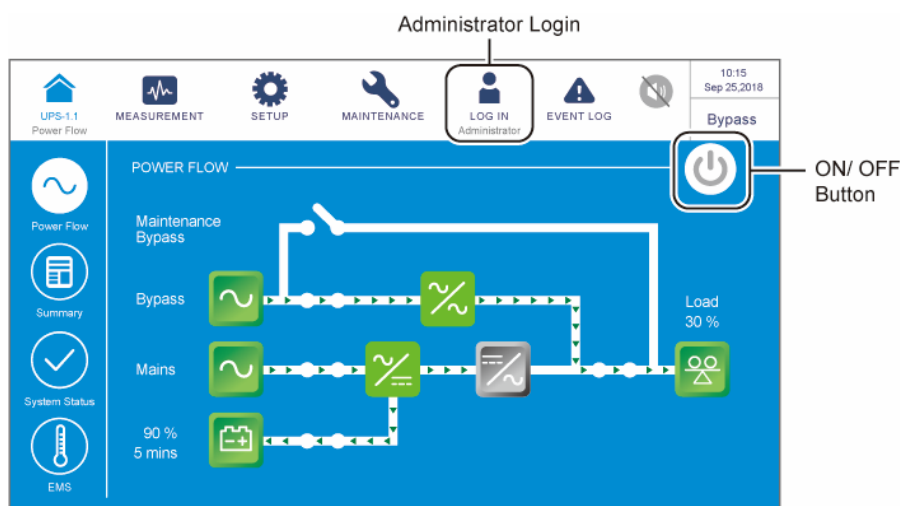 Administrator Login
UPS-1.1
Power Flow
MEASUREMENT
SETUP
MAINTENANCE
LOG IN
Administrator
EVENT LOG
10:15
Sep 25,2018
Bypass
ON/ OFF
Button
POWER FLOW
Power Flow
Summary
System Status
EMS
Maintenance
Bypass
Bypass
Mains
90 %
5 mins
Load
30 %